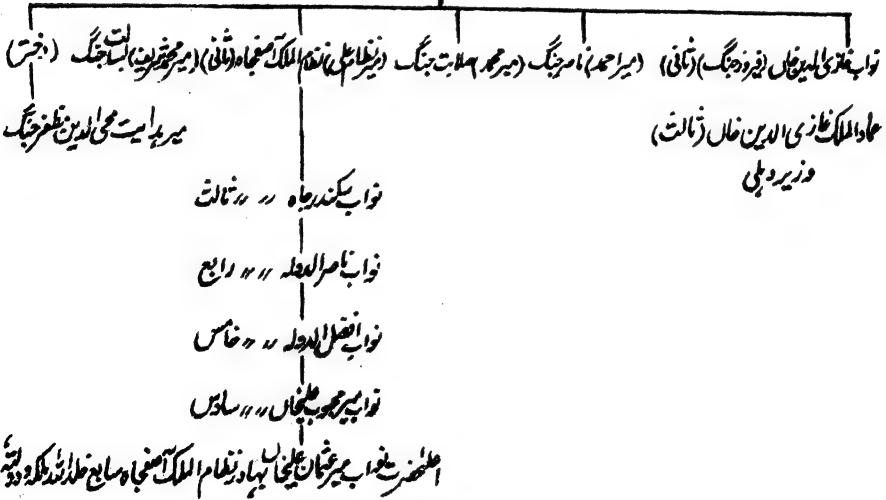 نواب غازی الدین خاں (فیروز جنگ) (ثانی) (میر احمد) ناصر جنگ (میر محمد) صلابت جنگ (میر نظام علی) نظام الملک آصفجاہ (ثانی) (میر محمد شریف) بسالت جنگ (دختر)
عماد الملک غازی الدین خاں (ثالث) میر ہدایت محی الدین مظفر جنگ
وزیر دہلی
نواب سکندر جاہ 〃 〃 ثالث
نواب ناصر الدولہ 〃 〃 رابع
نواب افضل الدولہ 〃 〃 خامس
نواب میر محبوب علیخاں 〃 〃 سادس
اعلیٰحضرت نواب میر عثمان علیخاں بہادر نظام الملک آصفجاہ سابع خلد اللہ ملکہ و دولتہ